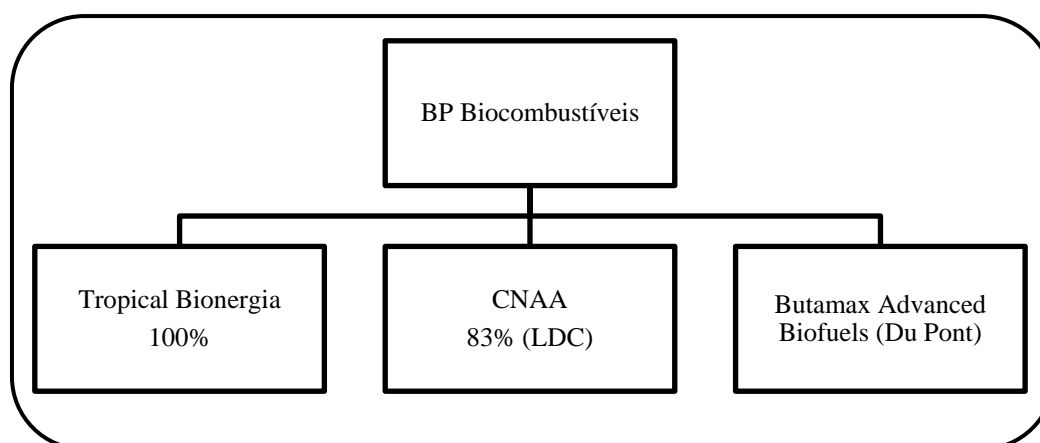 BP Biocombustíveis
Tropical Bionergia
100%
CNAA
83% (LDC)
Butamax Advanced
Biofuels (Du Pont)